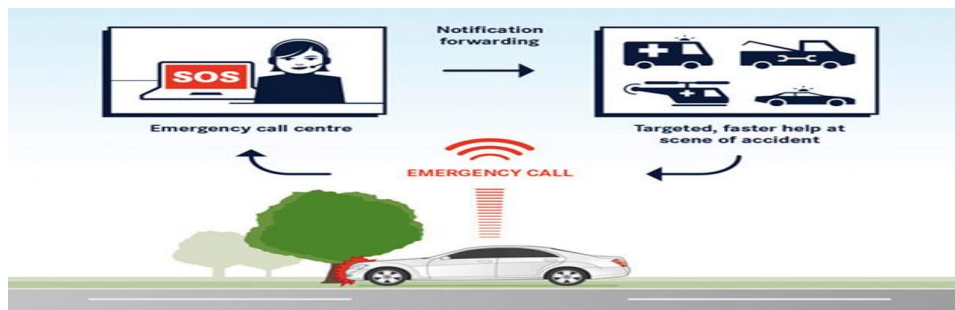 Notification
forwarding
SOS
Emergency call centre
Targeted, faster help at
scene of accident
EMERGENCY CALL